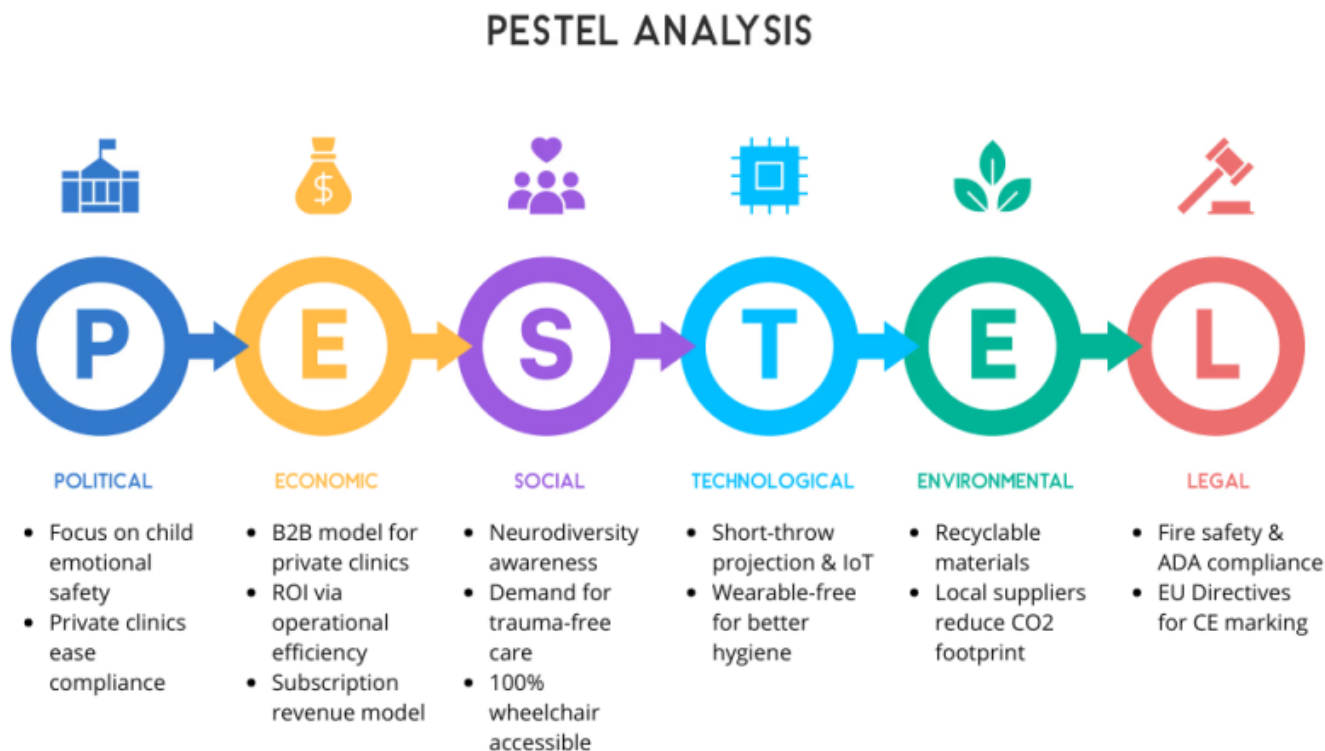 PESTEL ANALYSIS
$
P
E
S
T
E
L
POLITICAL
• Focus on child
emotional
safety
• Private clinics
ease
compliance
ECONOMIC
• B2B model for
private clinics
• ROI via
operational
efficiency
• Subscription
revenue model
SOCIAL
• Neurodiversity
awareness
• Demand for
trauma-free
care
• 100%
wheelchair
accessible
TECHNOLOGICAL
• Short-throw
projection & IoT
• Wearable-free
for better
hygiene
ENVIRONMENTAL
• Recyclable
materials
• Local suppliers
reduce CO2
footprint
LEGAL
• Fire safety &
ADA compliance
• EU Directives
for CE marking